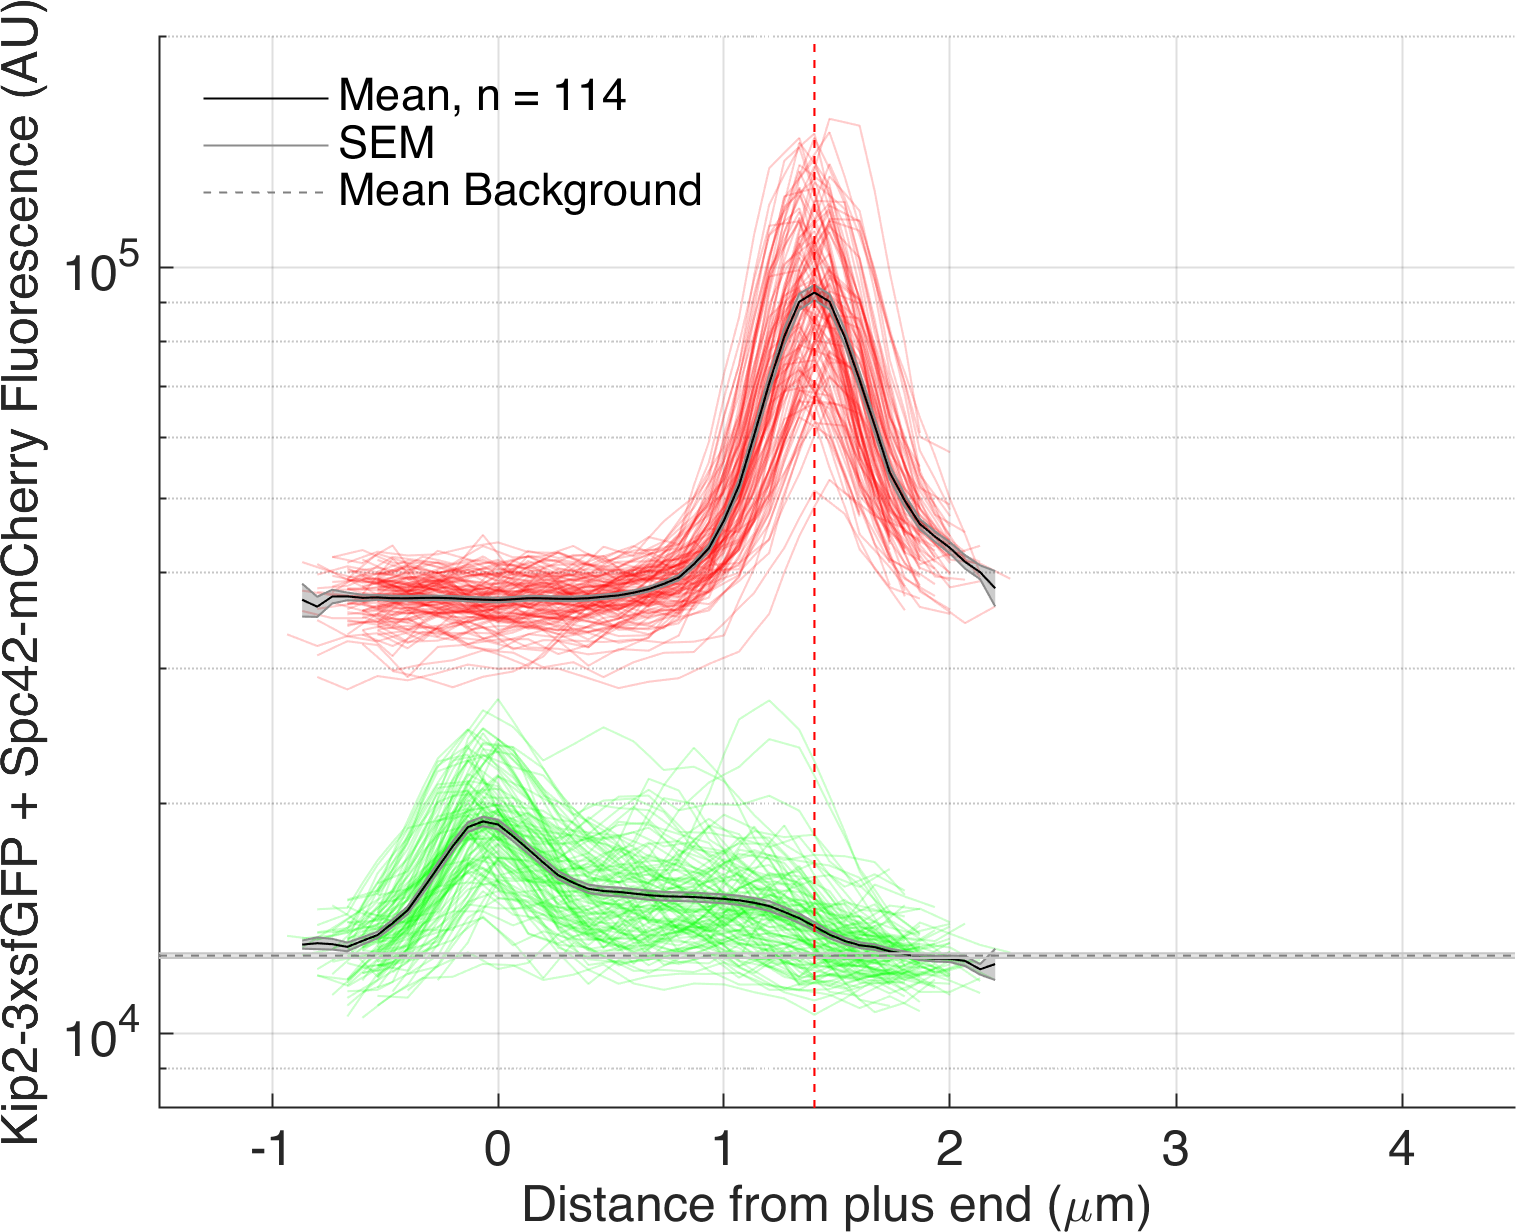 Kip2-3xsfGFP + Spc42-mCherry Fluorescence (AU)
Mean, n = 114
SEM
Mean Background
10^5
10^4
-1 0 1 2 3 4
Distance from plus end (μm)